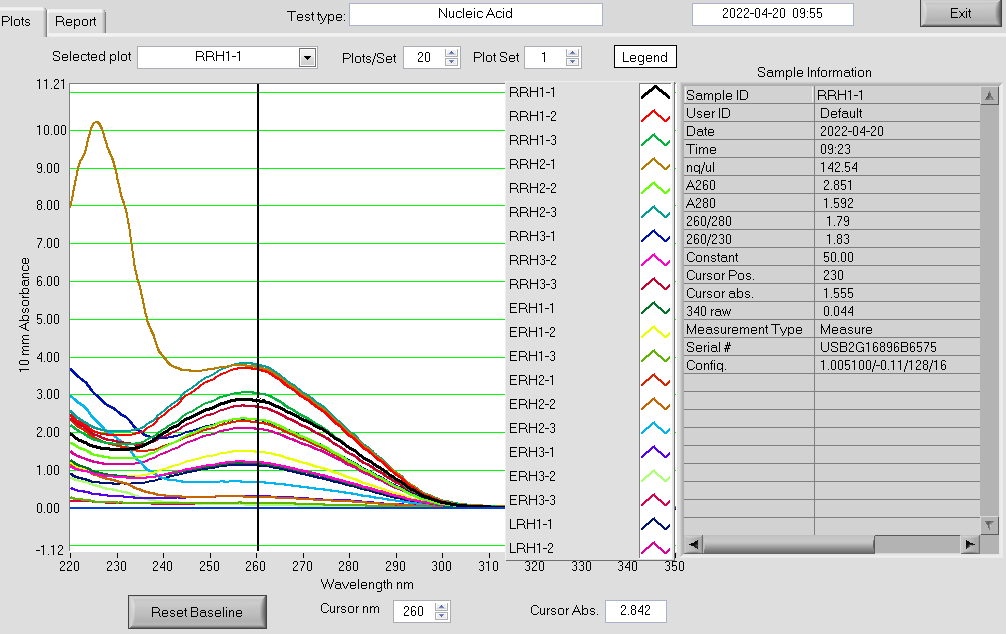 Plots Report Test type: Nucleic Acid 2022-04-20 09:55 Exit
Selected plot RRH1-1 Plots/Set 20 Plot Set 1 Legend
10 mm Absorbance
11.21
10.00
9.00
8.00
7.00
6.00
5.00
4.00
3.00
2.00
1.00
0.00
-1.12
220 230 240 250 260 270 280 290 300 310 320 330 340 350
Wavelength nm
RRH1-1
RRH1-2
RRH1-3
RRH2-1
RRH2-2
RRH2-3
RRH3-1
RRH3-2
RRH3-3
ERH1-1
ERH1-2
ERH1-3
ERH2-1
ERH2-2
ERH2-3
ERH3-1
ERH3-2
ERH3-3
LRH1-1
LRH1-2
Sample Information
Sample ID RRH1-1
User ID Default
Date 2022-04-20
Time 09:23
ng/ul 142.54
A260 2.851
A280 1.592
260/280 1.79
260/230 1.83
Constant 50.00
Cursor Pos. 230
Cursor abs. 1.555
340 raw 0.044
Measurement Type Measure
Serial # USB2G16896B6575
Config. 1.005100/-0.11/128/16
Reset Baseline Cursor nm 260 Cursor Abs. 2.842